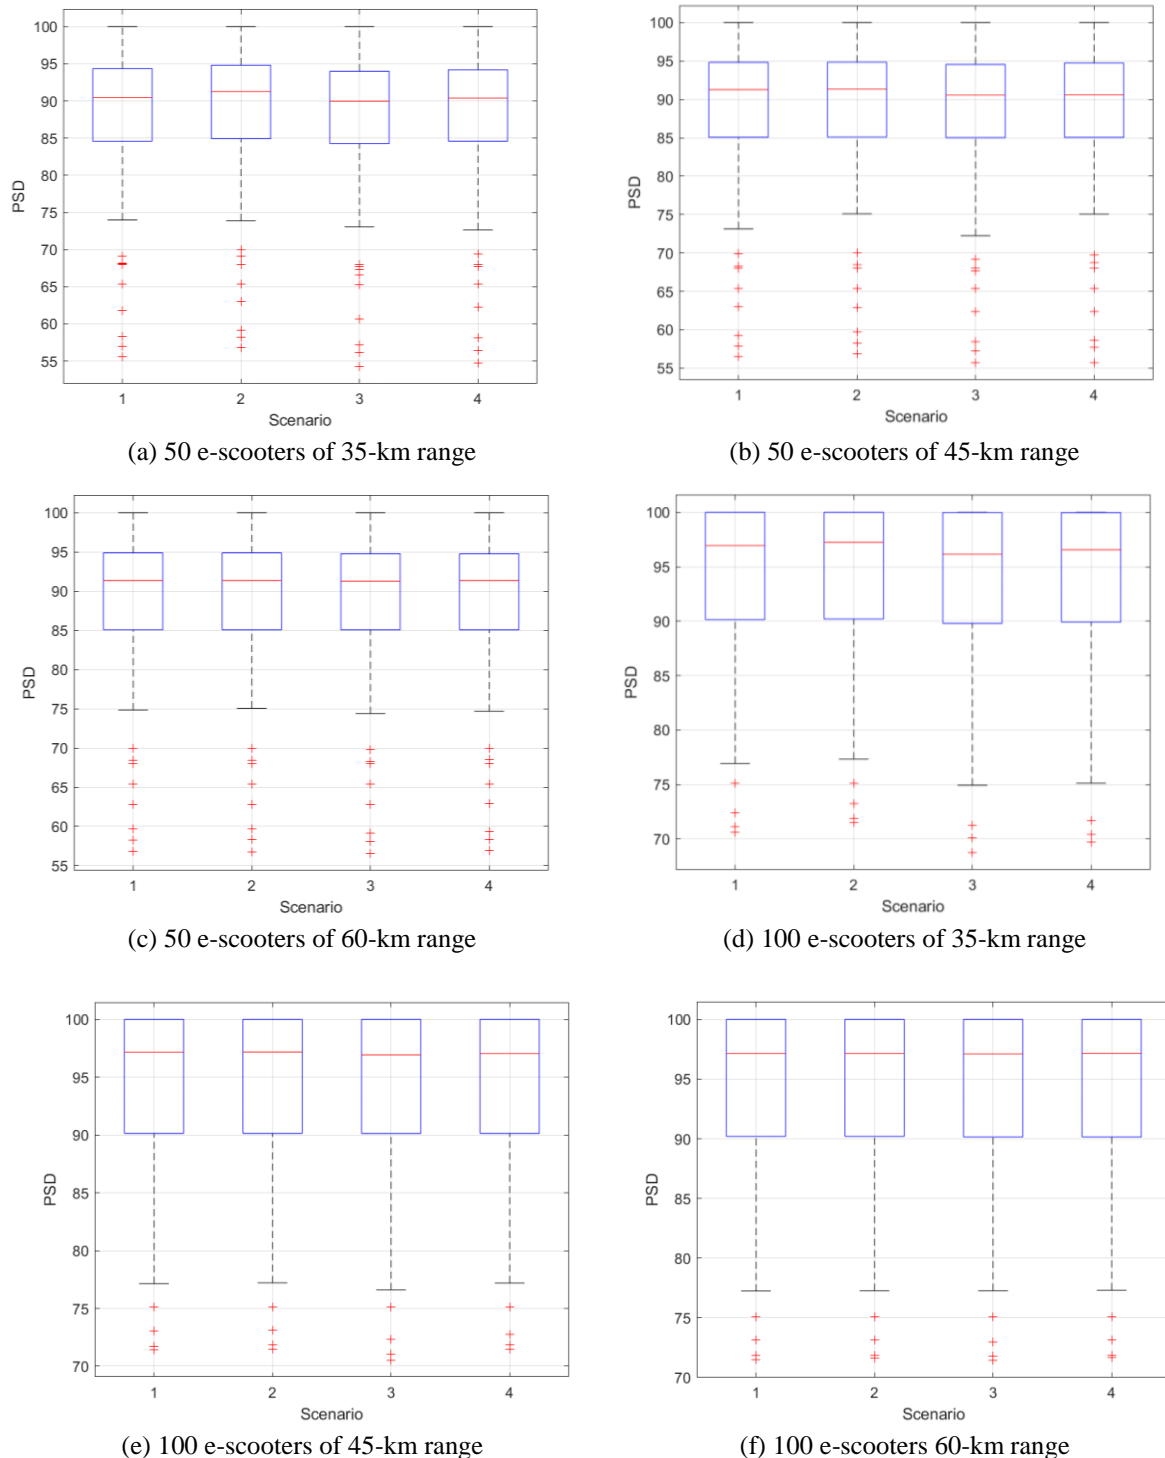 100
95
90
85
80
75
70
65
60
55
PSD
1 2 3 4
Scenario
(a) 50 e-scooters of 35-km range
100
95
90
85
80
75
70
65
60
55
PSD
1 2 3 4
Scenario
(b) 50 e-scooters of 45-km range
100
95
90
85
80
75
70
65
60
55
PSD
1 2 3 4
Scenario
(c) 50 e-scooters of 60-km range
100
95
90
85
80
75
70
PSD
1 2 3 4
Scenario
(d) 100 e-scooters of 35-km range
100
95
90
85
80
75
70
PSD
1 2 3 4
Scenario
(e) 100 e-scooters of 45-km range
100
95
90
85
80
75
70
PSD
1 2 3 4
Scenario
(f) 100 e-scooters 60-km range